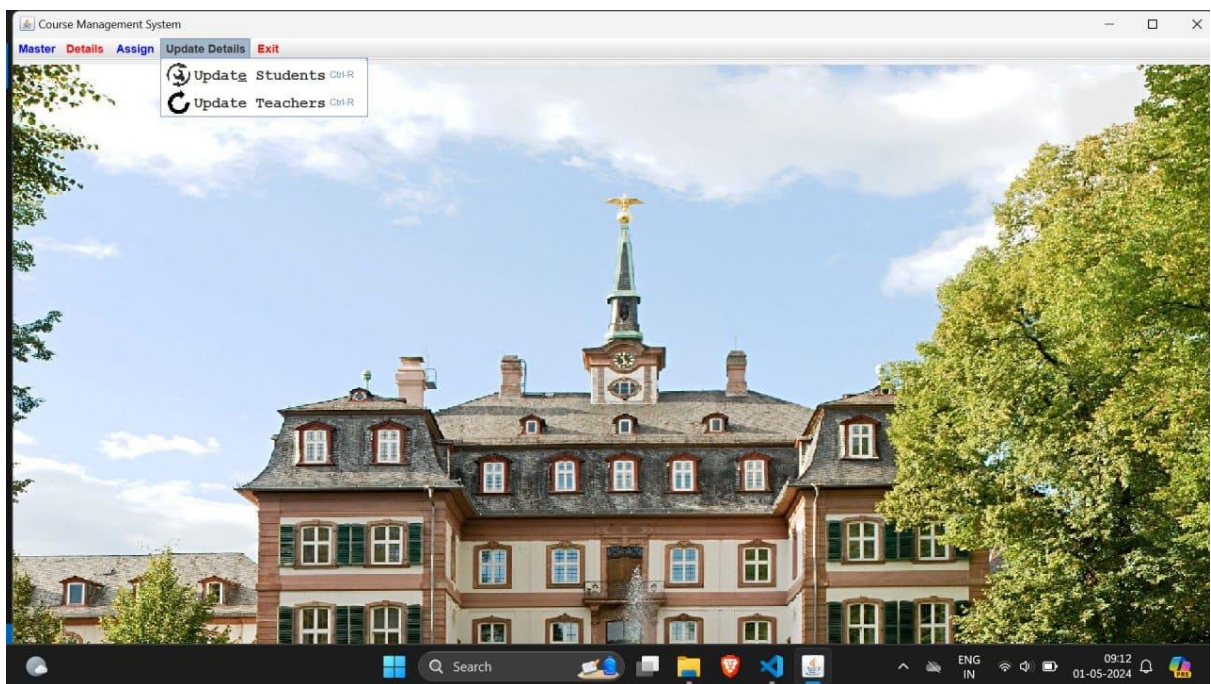 Course Management System
Master Details Assign Update Details Exit
Update Students Ctrl-R
Update Teachers Ctrl-R
Search
ENG
IN
09:12
01-05-2024
PRE